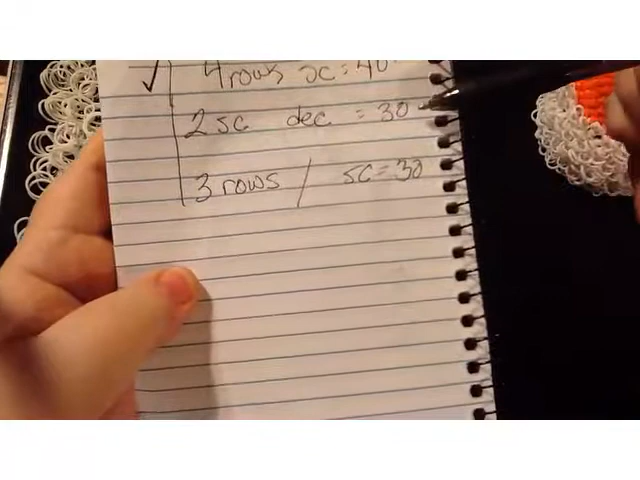 4 rows sc = 40
2 sc dec = 30
3 rows / sc = 30